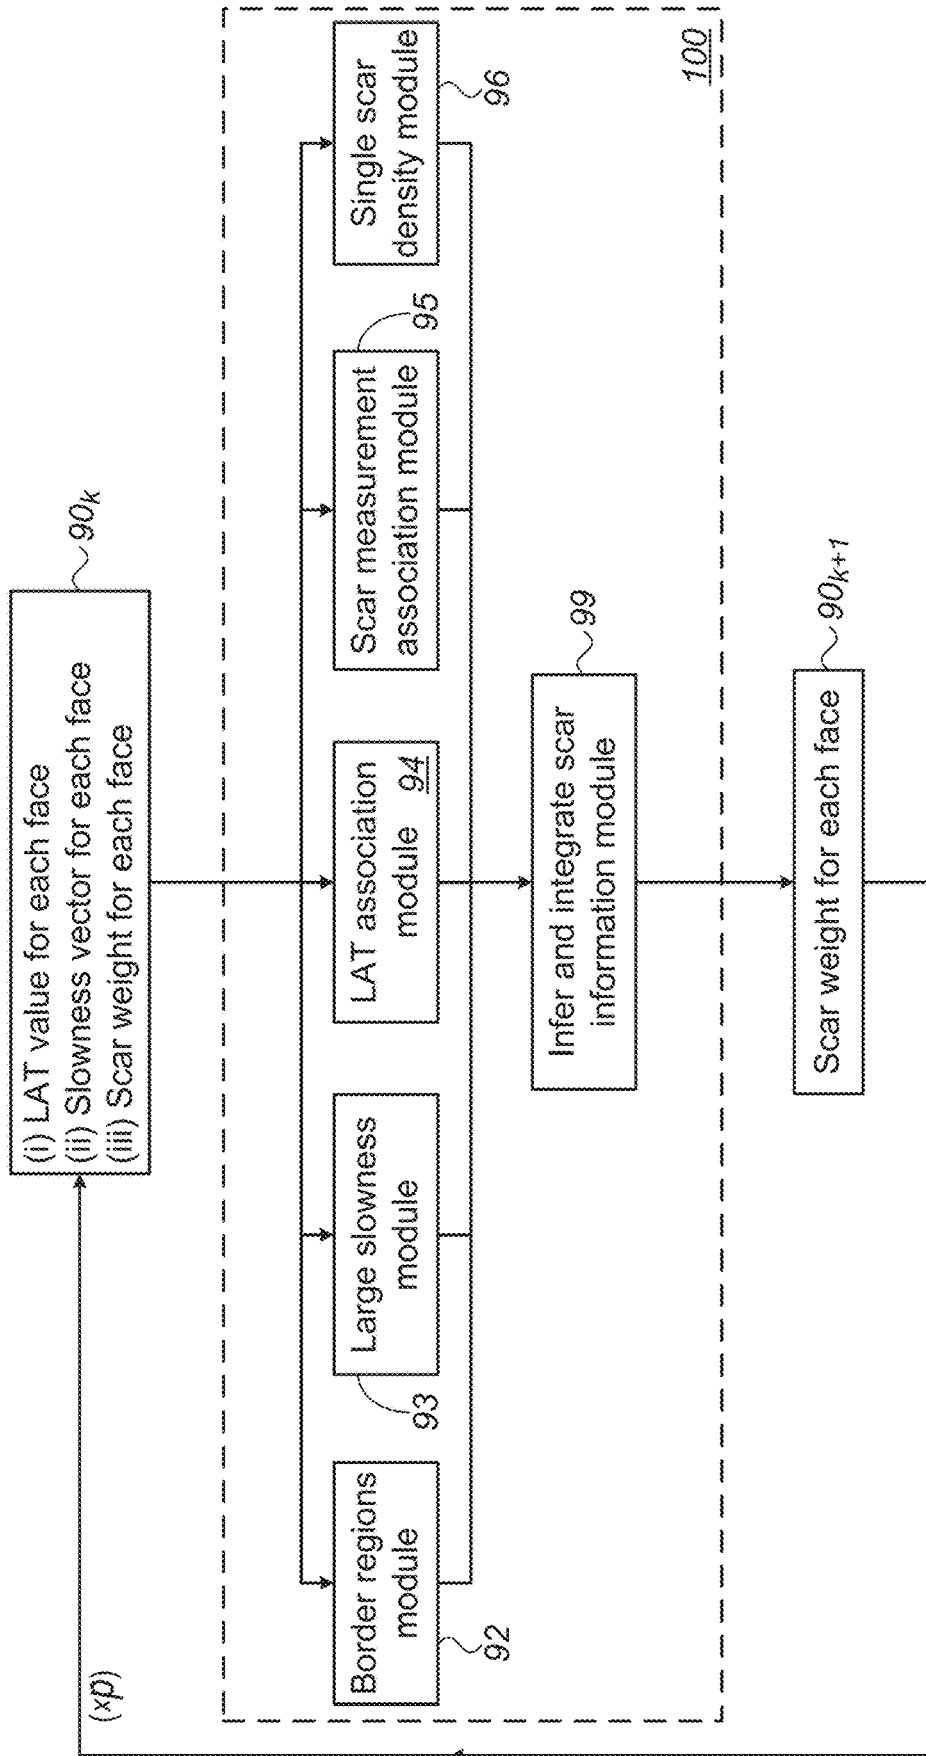 (i) LAT value for each face
(ii) Slowness vector for each face
(iii) Scar weight for each face
90k
(xp)
Border regions
module
92
Large slowness
module
93
LAT association
module 94
Scar measurement
association module
95
Single scar
density module
96
Infer and integrate scar
information module
99
100
Scar weight for each face
90k+1